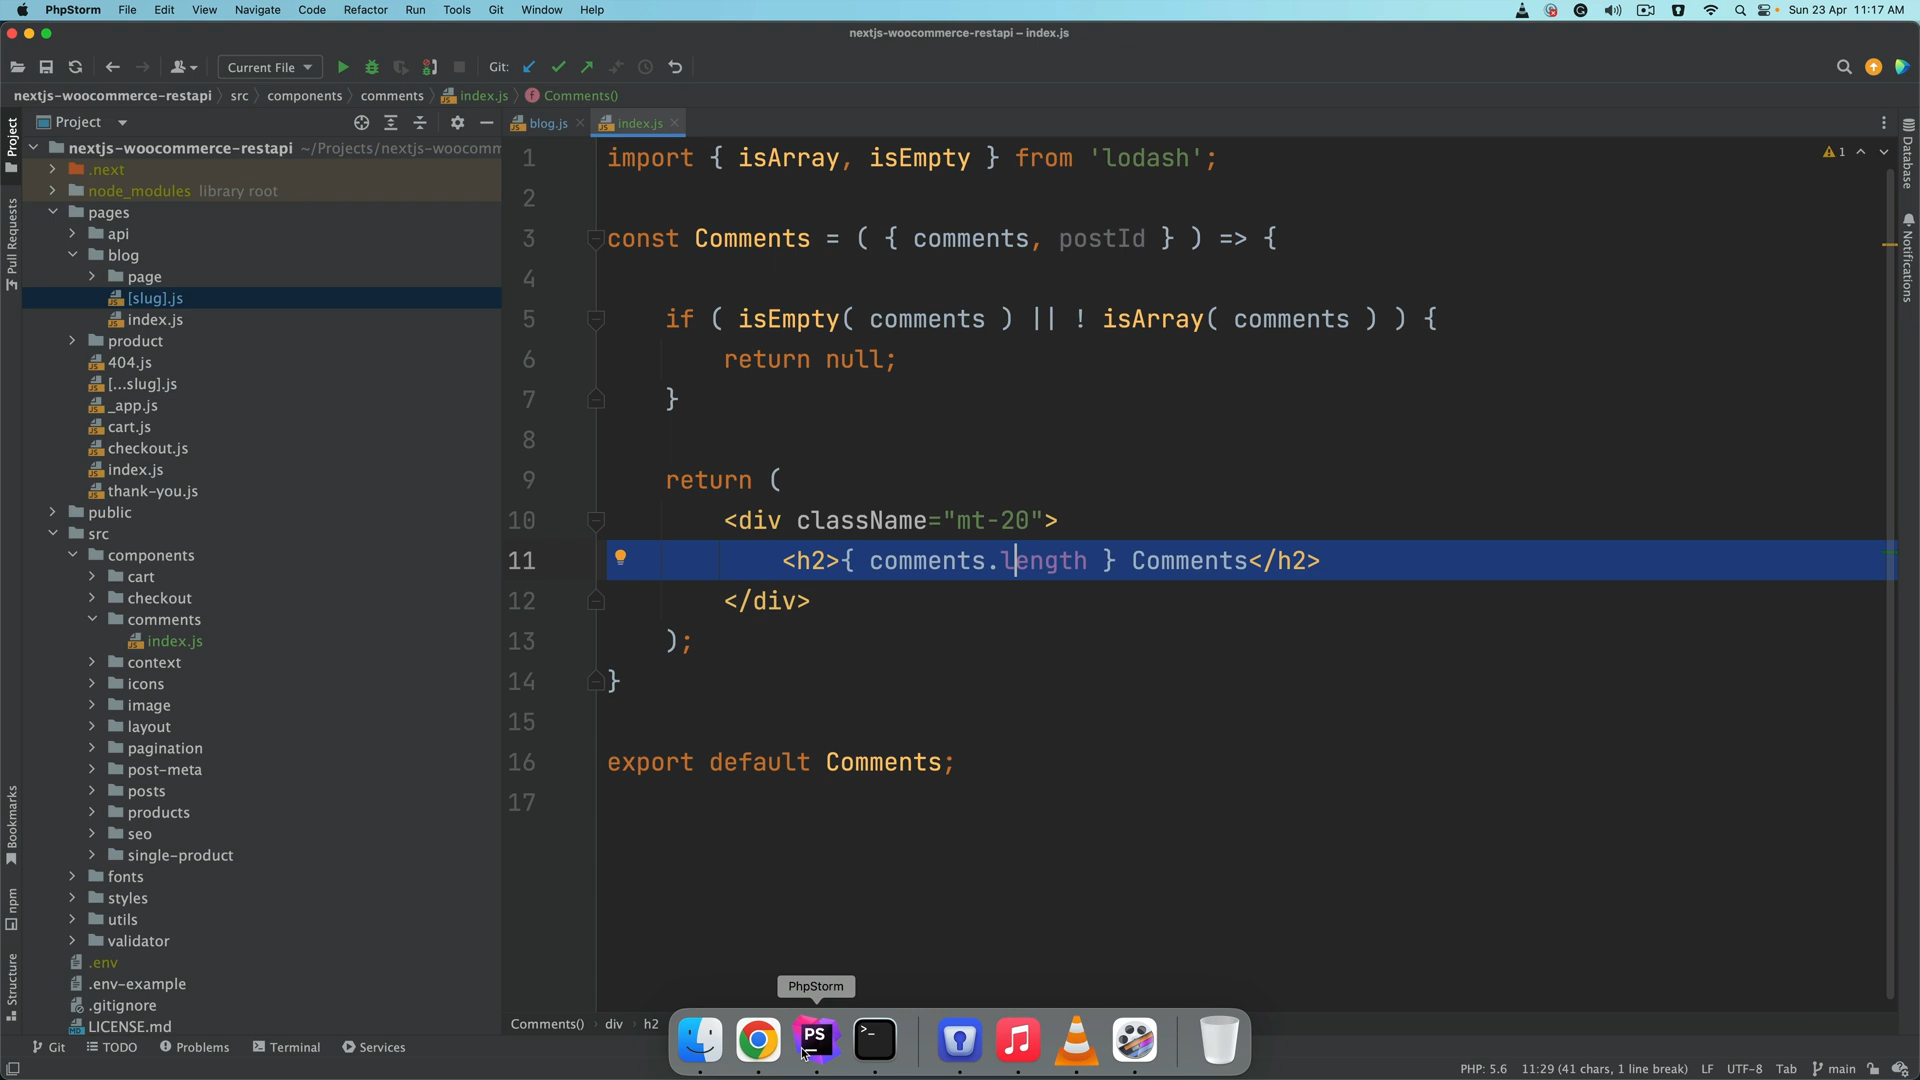 PhpStorm File Edit View Navigate Code Refactor Run Tools Git Window Help Sun 23 Apr 11:17 AM
nextjs-woocommerce-restapi – index.js
Current File Git:
nextjs-woocommerce-restapi src components comments index.js Comments()
Project
blog.js index.js
nextjs-woocommerce-restapi ~/Projects/nextjs-woocomm
.next
node_modules library root
pages
api
blog
page
[slug].js
index.js
product
404.js
[...slug].js
_app.js
cart.js
checkout.js
index.js
thank-you.js
public
src
components
cart
checkout
comments
index.js
context
icons
image
layout
pagination
post-meta
posts
products
seo
single-product
fonts
styles
utils
validator
.env
.env-example
.gitignore
LICENSE.md
Project
Pull Requests
Bookmarks
npm
Structure
1 import { isArray, isEmpty } from 'lodash';
2
3 const Comments = ( { comments, postId } ) => {
4
5 if ( isEmpty( comments ) || ! isArray( comments ) ) {
6 return null;
7 }
8
9 return (
10 <div className="mt-20">
11 <h2>{ comments.length } Comments</h2>
12 </div>
13 );
14 }
15
16 export default Comments;
17
1
Database
Notifications
PhpStorm
PS
Comments() div h2
Git TODO Problems Terminal Services
PHP: 5.6 11:29 (41 chars, 1 line break) LF UTF-8 Tab main